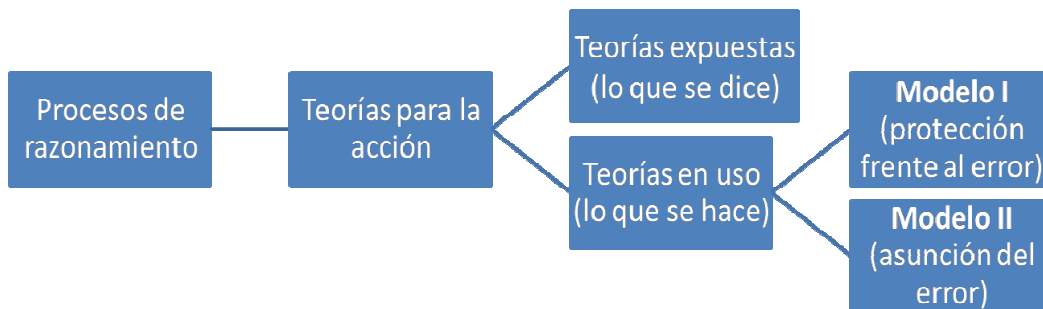 Procesos de
razonamiento
Teorías para la
acción
Teorías expuestas
(lo que se dice)
Teorías en uso
(lo que se hace)
Modelo I
(protección
frente al error)
Modelo II
(asunción del
error)